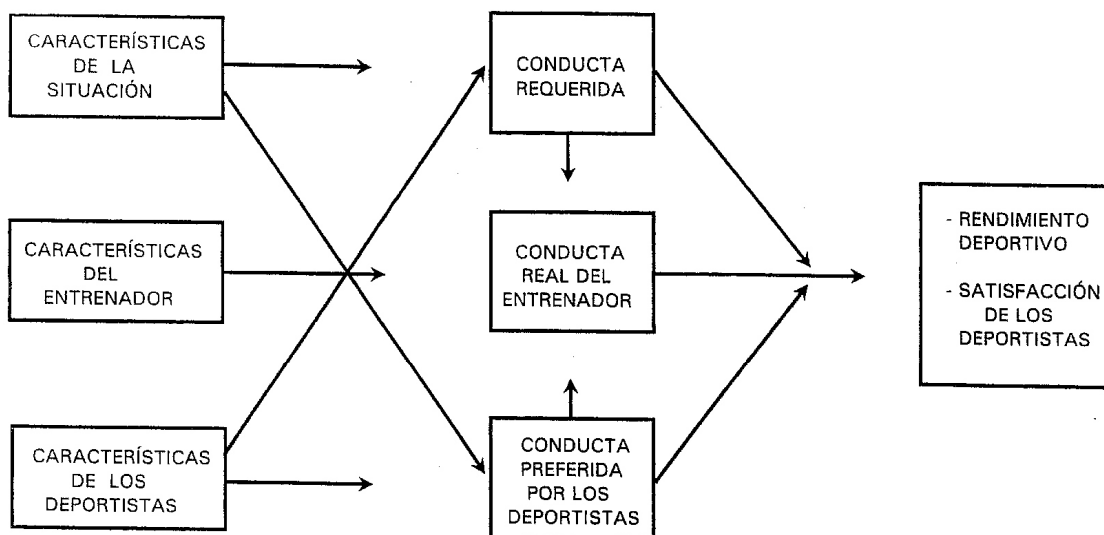 CARACTERÍSTICAS
DE LA
SITUACIÓN
CARACTERÍSTICAS
DEL
ENTRENADOR
CARACTERÍSTICAS
DE LOS
DEPORTISTAS
CONDUCTA
REQUERIDA
CONDUCTA
REAL DEL
ENTRENADOR
CONDUCTA
PREFERIDA
POR LOS
DEPORTISTAS
- RENDIMIENTO
DEPORTIVO
- SATISFACCIÓN
DE LOS
DEPORTISTAS